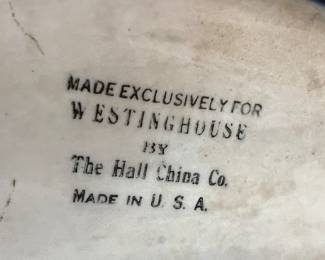 MADE EXCLUSIVELY FOR
WESTINGHOUSE
BY
The Hall China Co.
MADE IN U. S. A.